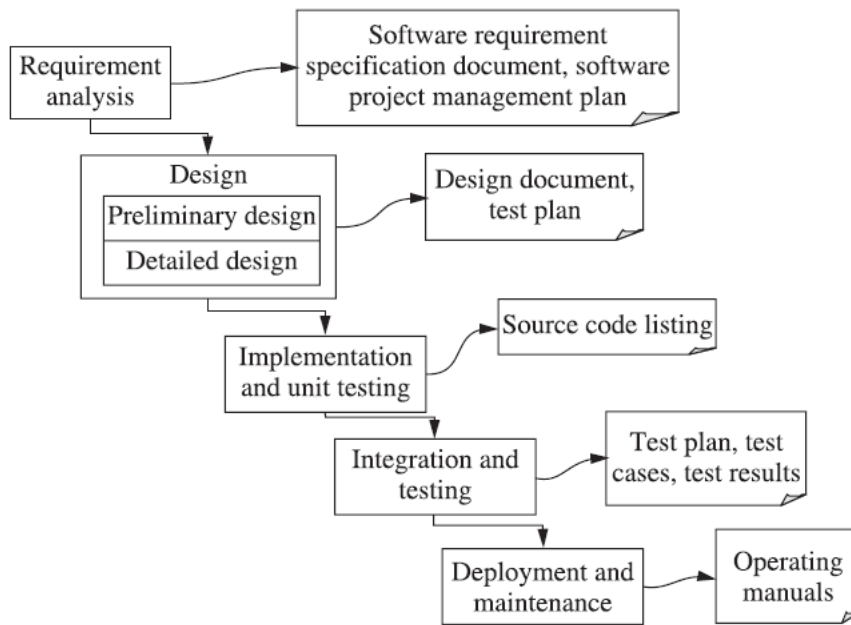 Requirement
analysis
Software requirement
specification document, software
project management plan
Design
Preliminary design
Detailed design
Design document,
test plan
Implementation
and unit testing
Source code listing
Integration and
testing
Test plan, test
cases, test results
Deployment and
maintenance
Operating
manuals